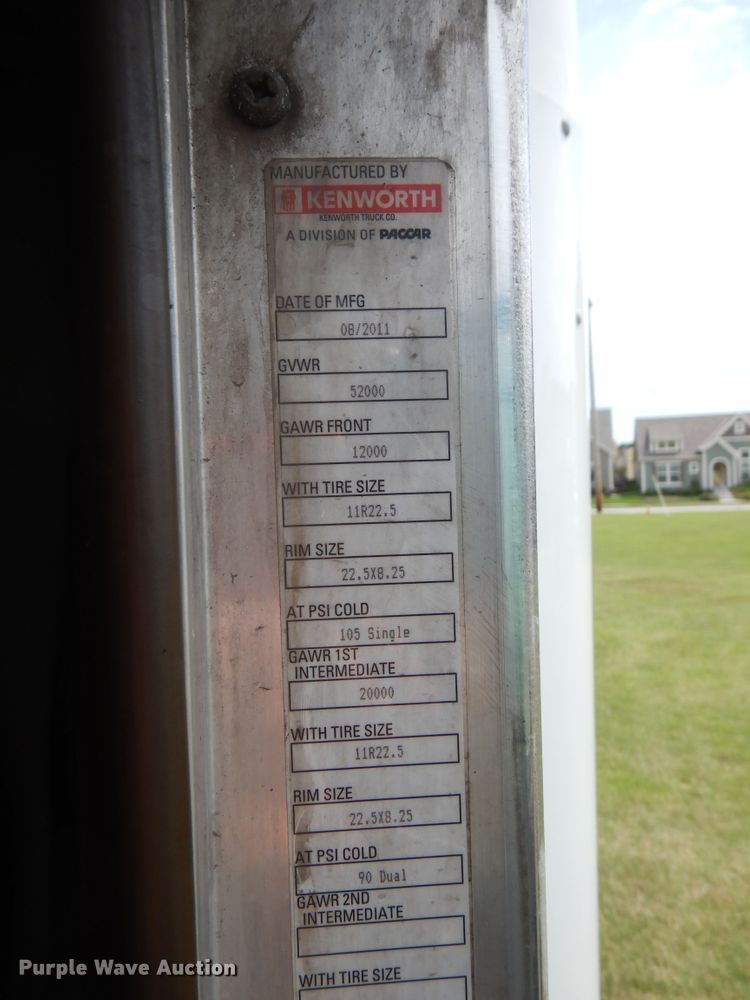 MANUFACTURED BY
KENWORTH
KENWORTH TRUCK CO.
A DIVISION OF PACCAR
DATE OF MFG
08/2011
GVWR
52000
GAWR FRONT
12000
WITH TIRE SIZE
11R22.5
RIM SIZE
22.5X8.25
AT PSI COLD
105 Single
GAWR 1ST
INTERMEDIATE
20000
WITH TIRE SIZE
11R22.5
RIM SIZE
22.5X8.25
AT PSI COLD
90 Dual
GAWR 2ND
INTERMEDIATE
WITH TIRE SIZE
Purple Wave Auction